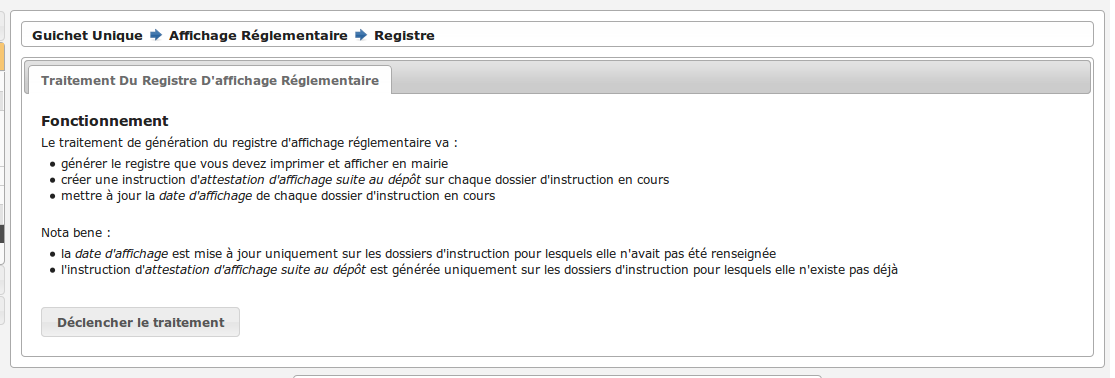 Guichet Unique Affichage Réglementaire Registre
Traitement Du Registre D'affichage Réglementaire
Fonctionnement
Le traitement de génération du registre d'affichage réglementaire va :
générer le registre que vous devez imprimer et afficher en mairie
créer une instruction d'attestation d'affichage suite au dépôt sur chaque dossier d'instruction en cours
mettre à jour la date d'affichage de chaque dossier d'instruction en cours
Nota bene :
la date d'affichage est mise à jour uniquement sur les dossiers d'instruction pour lesquels elle n'avait pas été renseignée
l'instruction d'attestation d'affichage suite au dépôt est générée uniquement sur les dossiers d'instruction pour lesquels elle n'existe pas déjà
Déclencher le traitement